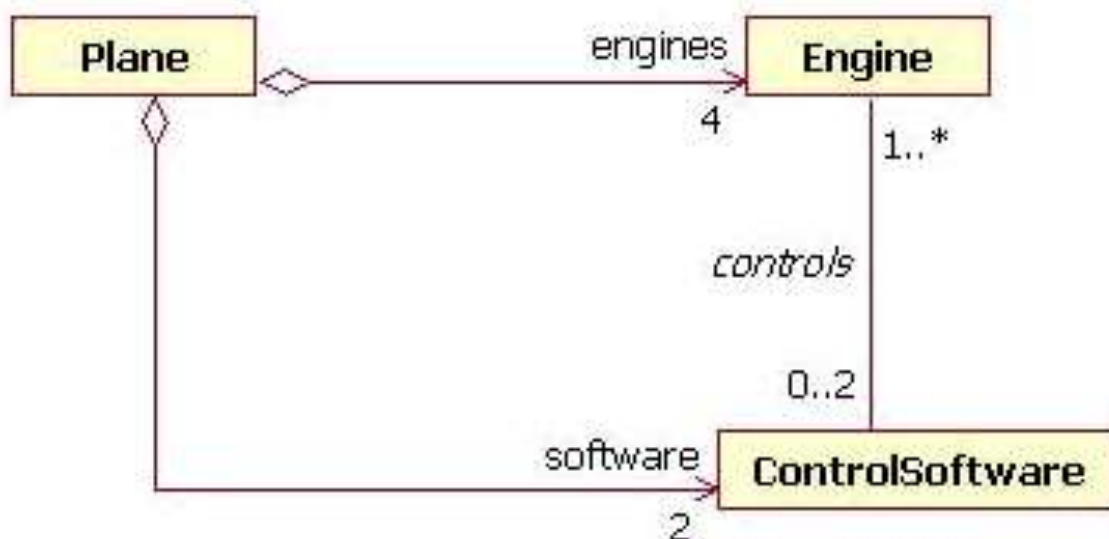 Plane
engines
Engine
4
1..*
controls
0..2
software
ControlSoftware
2